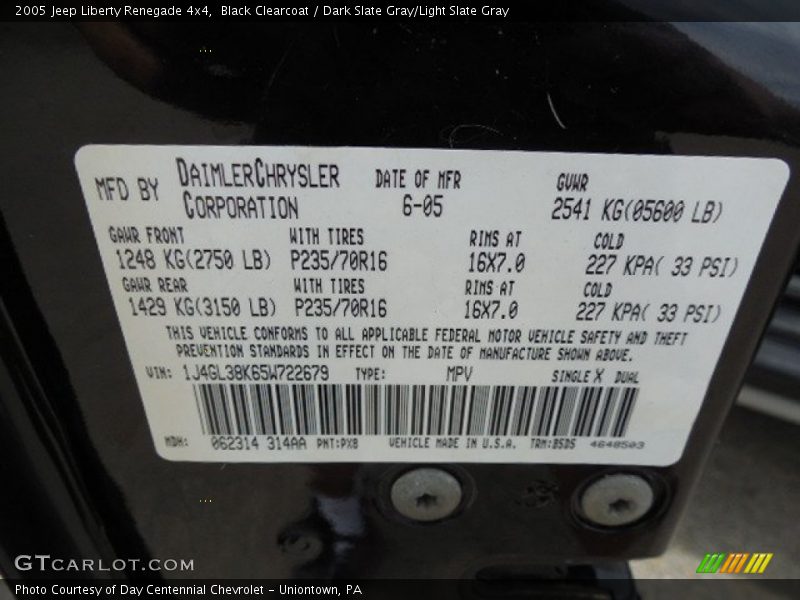 2005 Jeep Liberty Renegade 4x4, Black Clearcoat / Dark Slate Gray/Light Slate Gray
MFD BY DAIMLERCHRYSLER CORPORATION DATE OF MFR 6-05 GVWR 2541 KG(05600 LB)
GAWR FRONT WITH TIRES RIMS AT COLD
1248 KG(2750 LB) P235/70R16 16X7.0 227 KPA( 33 PSI)
GAWR REAR WITH TIRES RIMS AT COLD
1429 KG(3150 LB) P235/70R16 16X7.0 227 KPA( 33 PSI)
THIS VEHICLE CONFORMS TO ALL APPLICABLE FEDERAL MOTOR VEHICLE SAFETY AND THEFT
PREVENTION STANDARDS IN EFFECT ON THE DATE OF MANUFACTURE SHOWN ABOVE.
VIN: 1J4GL38K65W722679 TYPE: MPV SINGLE X DUAL
MDH: 062314 314AA PNT:PXB VEHICLE MADE IN U.S.A. TRM:BSDS 4648503
GTCARLOT.COM
Photo Courtesy of Day Centennial Chevrolet - Uniontown, PA